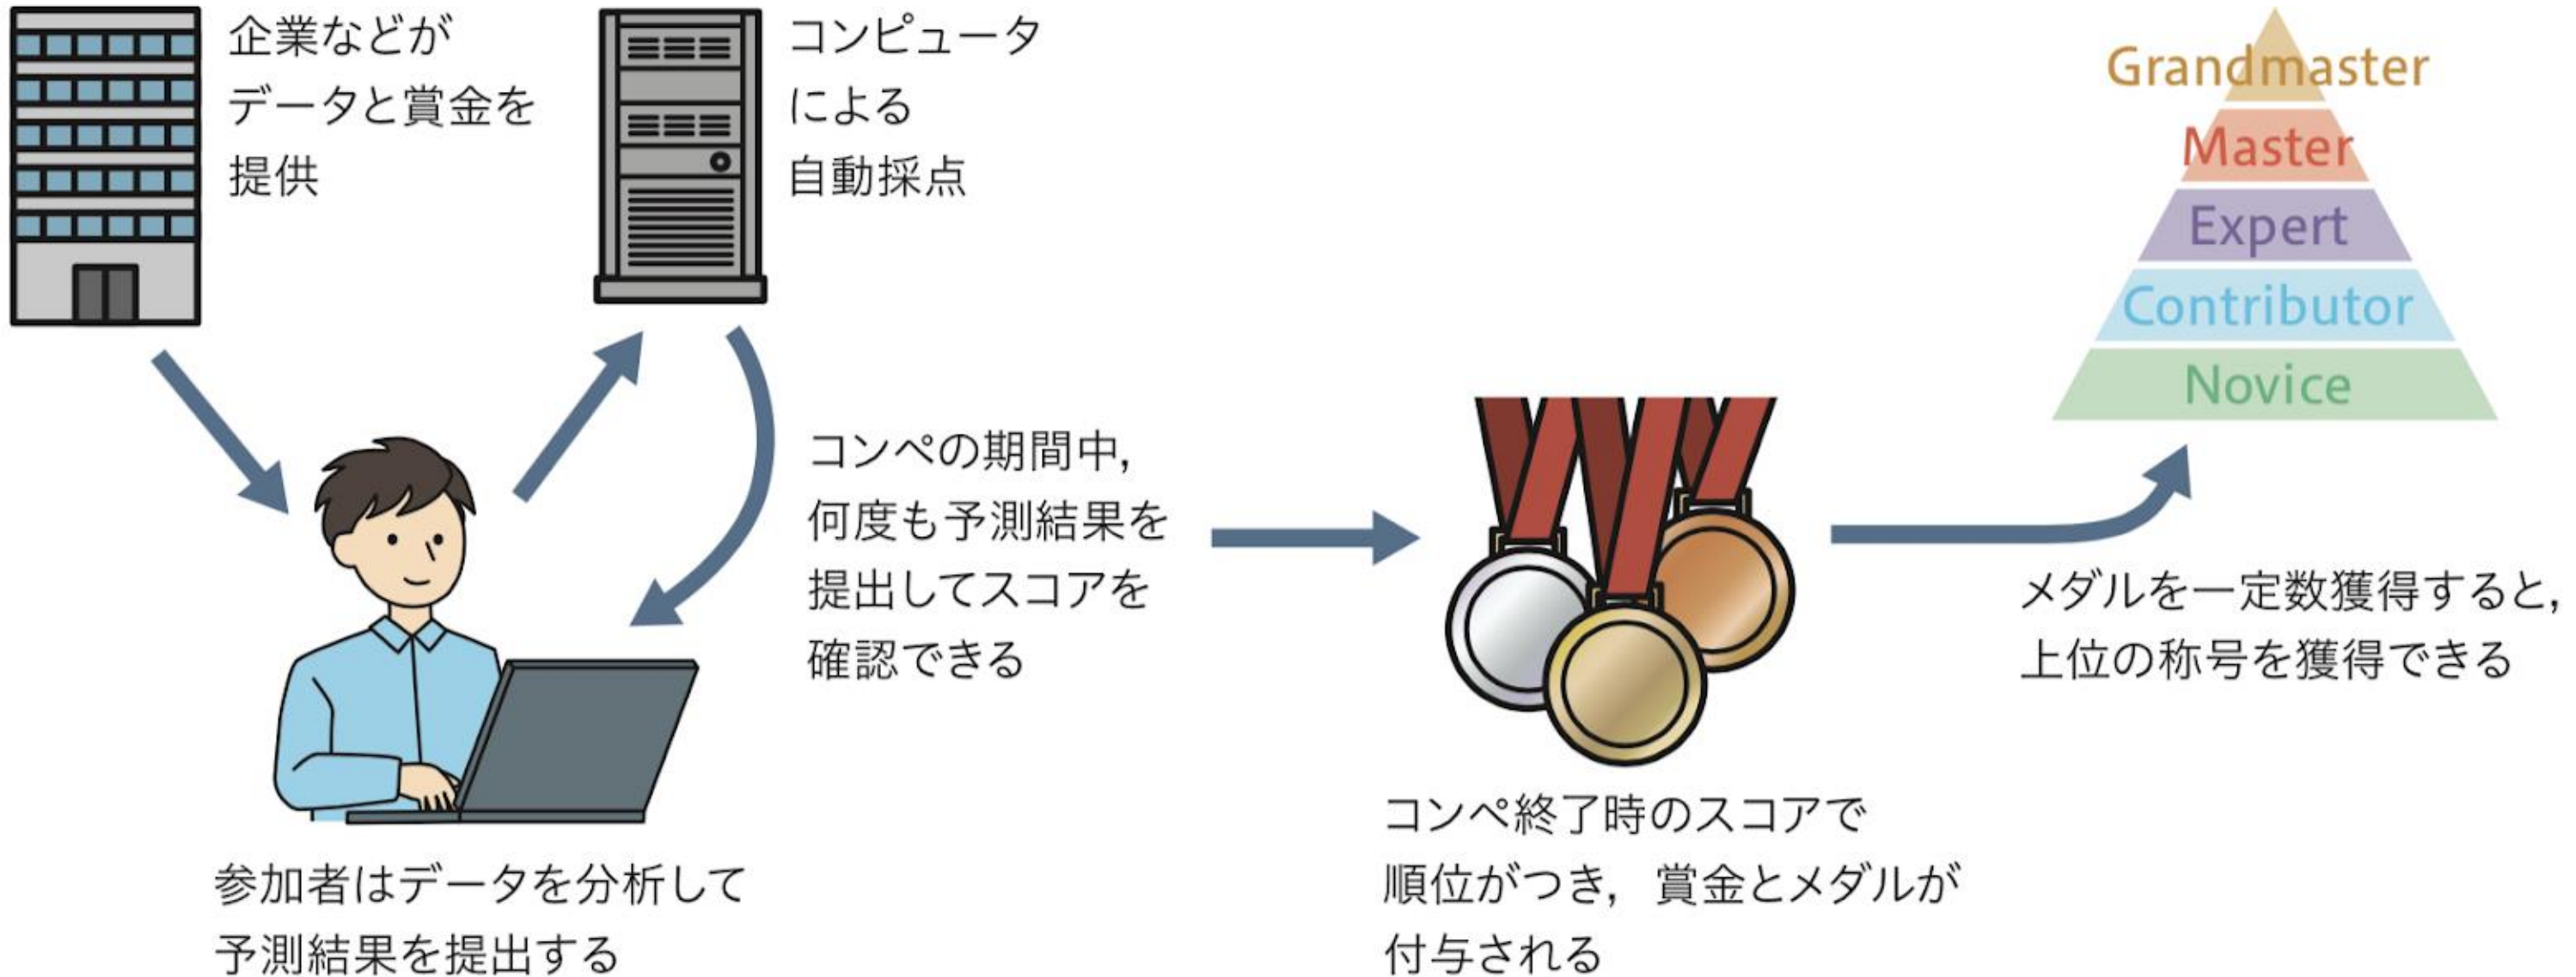 企業などが
データと賞金を
提供
コンピュータ
による
自動採点
参加者はデータを分析して
予測結果を提出する
コンペの期間中,
何度も予測結果を
提出してスコアを
確認できる
コンペ終了時のスコアで
順位がつき, 賞金とメダルが
付与される
Grandmaster
Master
Expert
Contributor
Novice
メダルを一定数獲得すると,
上位の称号を獲得できる